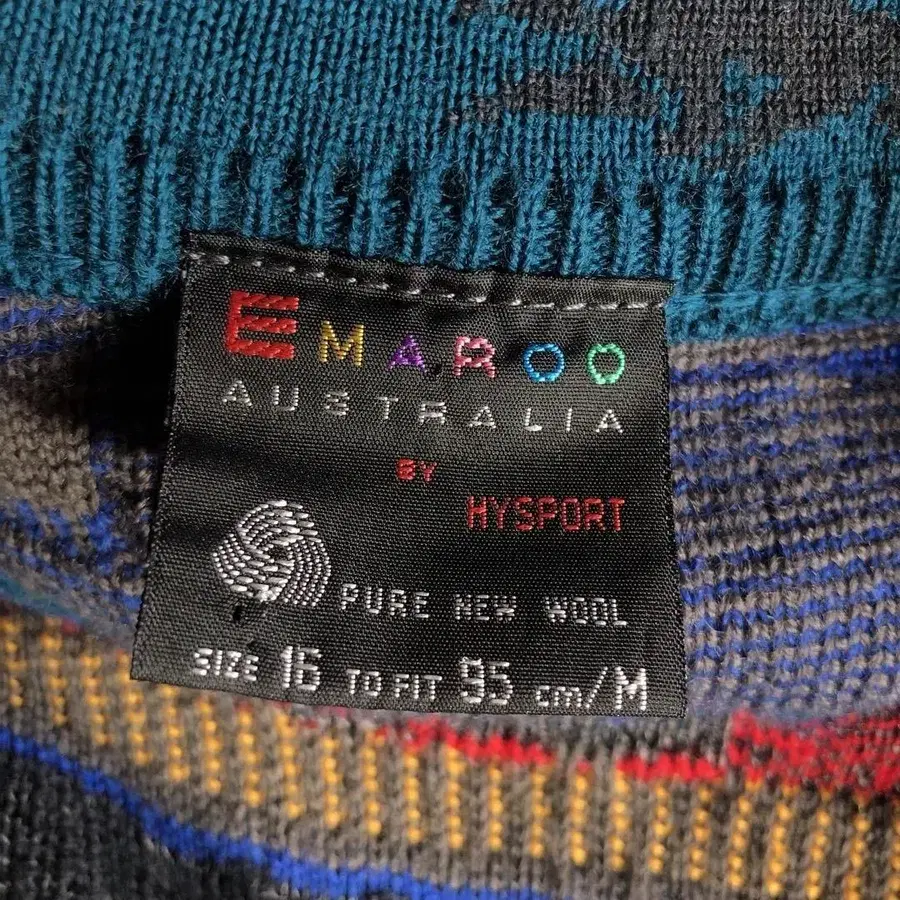 EMAROO
AUSTRALIA
BY
HYSPORT
PURE NEW WOOL
SIZE 16 TO FIT 95 cm/M